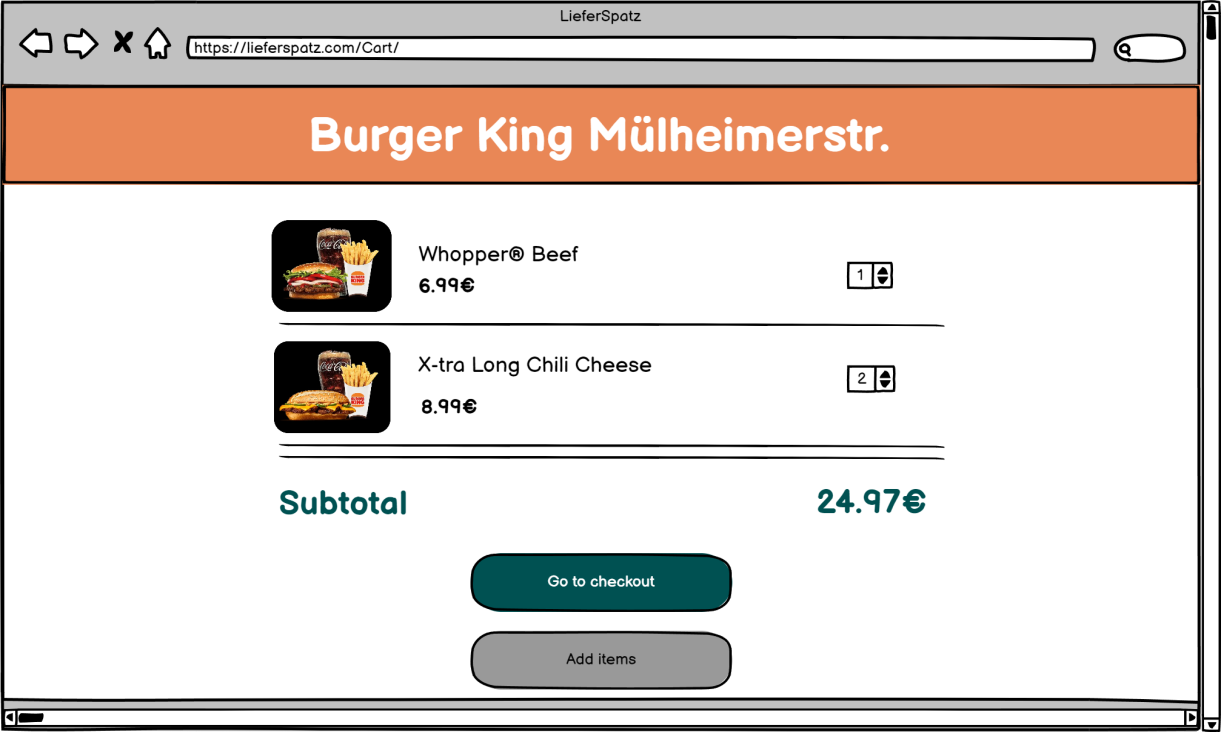 LieferSpatz
https://lieferspatz.com/Cart/
Burger King Mülheimerstr.
Whopper® Beef
6.99€
1
X-tra Long Chili Cheese
8.99€
2
Subtotal
24.97€
Go to checkout
Add items